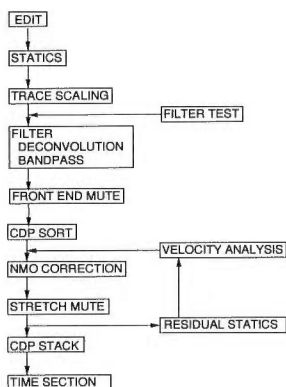 EDIT
STATICS
TRACE SCALING
FILTER TEST
FILTER
DECONVOLUTION
BANDPASS
FRONT END MUTE
CDP SORT
VELOCITY ANALYSIS
NMO CORRECTION
STRETCH MUTE
RESIDUAL STATICS
CDP STACK
TIME SECTION